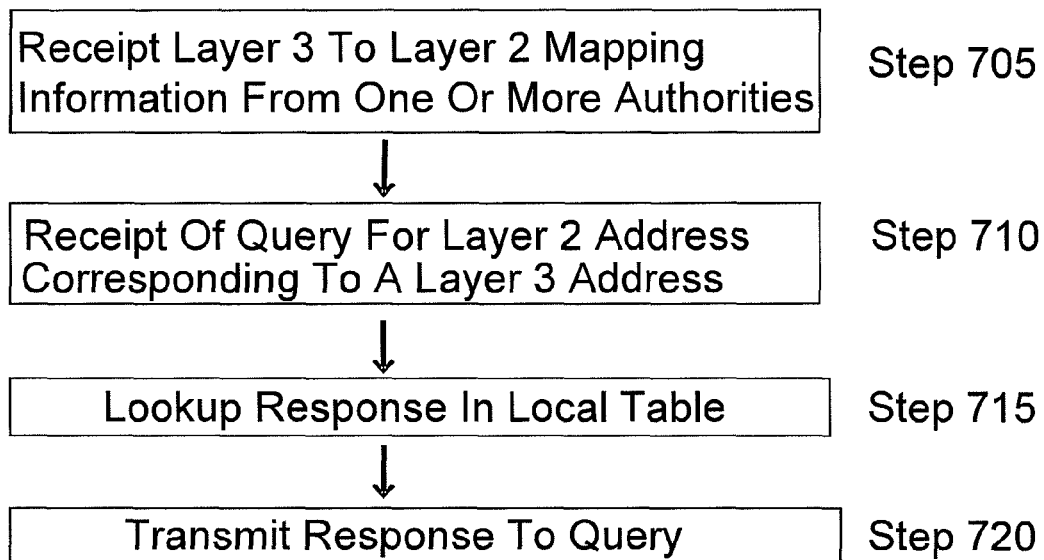 Receipt Layer 3 To Layer 2 Mapping
Information From One Or More Authorities
Step 705
Receipt Of Query For Layer 2 Address
Corresponding To A Layer 3 Address
Step 710
Lookup Response In Local Table
Step 715
Transmit Response To Query
Step 720